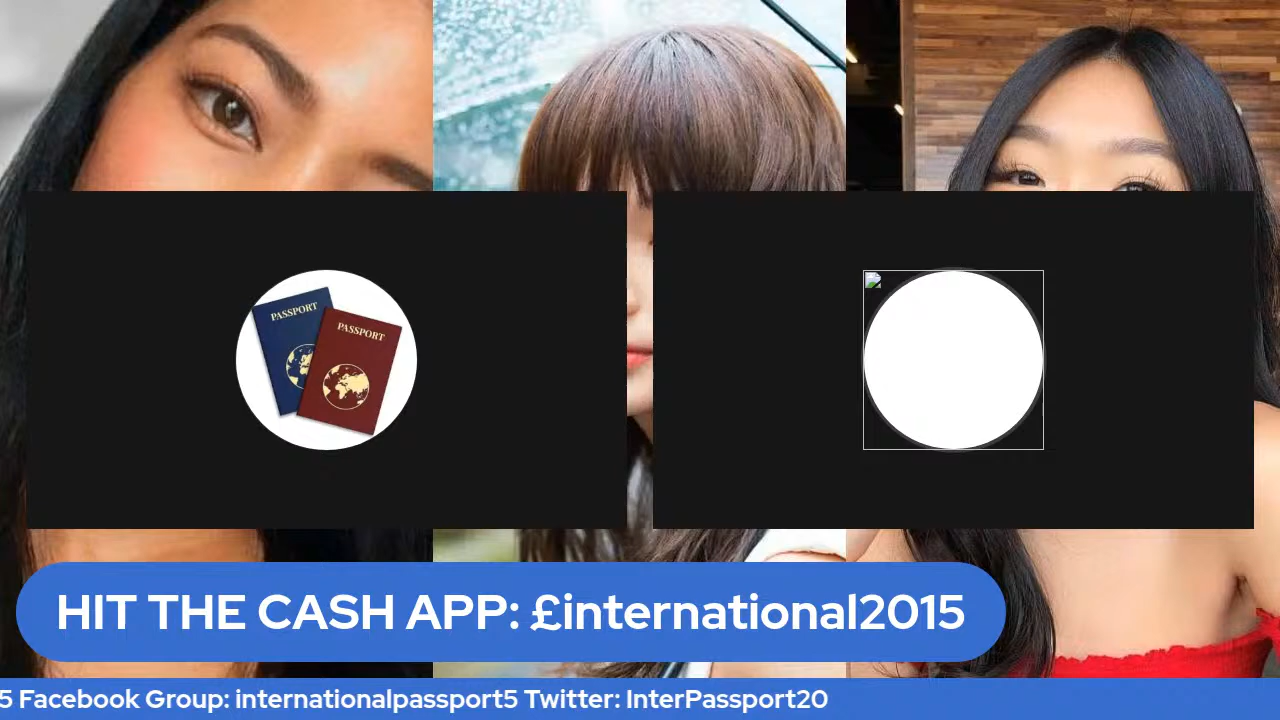 PASSPORT
PASSPORT
HIT THE CASH APP: £international2015
5 Facebook Group: internationalpassport5 Twitter: InterPassport20